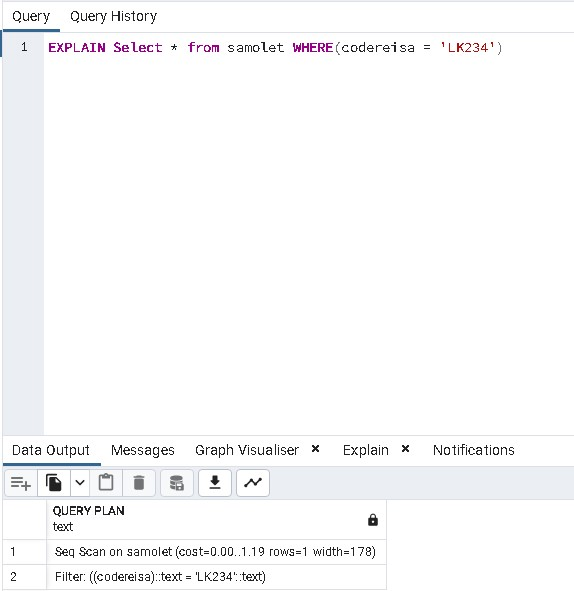 Query Query History
1 EXPLAIN Select * from samolet WHERE(codereisa = 'LK234')
Data Output Messages Graph Visualiser × Explain × Notifications
QUERY PLAN
text
1 Seq Scan on samolet (cost=0.00..1.19 rows=1 width=178)
2 Filter: ((codereisa)::text = 'LK234'::text)